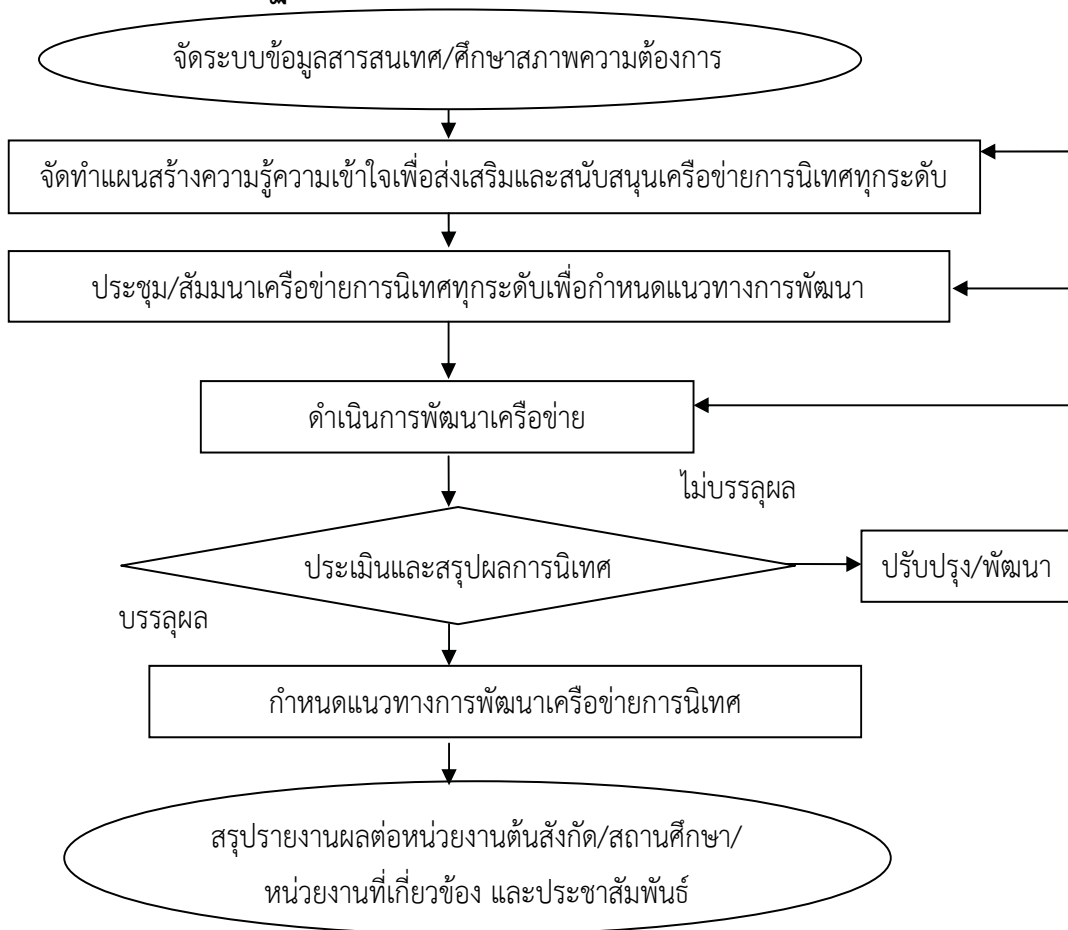 จัดระบบข้อมูลสารสนเทศ/ศึกษาสภาพความต้องการ
จัดทำแผนสร้างความรู้ความเข้าใจเพื่อส่งเสริมและสนับสนุนเครือข่ายการนิเทศทุกระดับ
ประชุม/สัมมนาเครือข่ายการนิเทศทุกระดับเพื่อกำหนดแนวทางการพัฒนา
ดำเนินการพัฒนาเครือข่าย
ไม่บรรลุผล
ประเมินและสรุปผลการนิเทศ
ปรับปรุง/พัฒนา
บรรลุผล
กำหนดแนวทางการพัฒนาเครือข่ายการนิเทศ
สรุปรายงานผลต่อหน่วยงานต้นสังกัด/สถานศึกษา/
หน่วยงานที่เกี่ยวข้อง และประชาสัมพันธ์